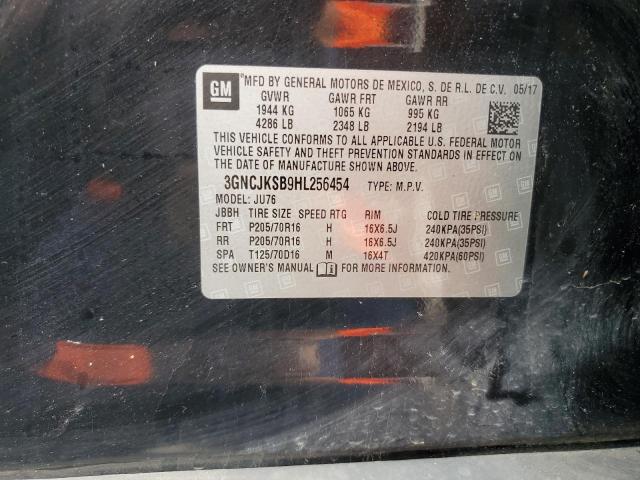 GM MFD BY GENERAL MOTORS DE MEXICO, S. DE R.L. DE C.V. 05/17
GVWR GAWR FRT GAWR RR
1944 KG 1065 KG 995 KG
4286 LB 2348 LB 2194 LB
THIS VEHICLE CONFORMS TO ALL APPLICABLE U.S. FEDERAL MOTOR
VEHICLE SAFETY AND THEFT PREVENTION STANDARDS IN EFFECT ON
THE DATE OF MANUFACTURE SHOWN ABOVE.
3GNCJKSB9HL256454 TYPE: M.P.V.
MODEL: JU76
JBBH TIRE SIZE SPEED RTG RIM COLD TIRE PRESSURE
FRT P205/70R16 H 16X6.5J 240KPA(35PSI)
RR P205/70R16 H 16X6.5J 240KPA(35PSI)
SPA T125/70D16 M 16X4T 420KPA(60PSI)
SEE OWNER'S MANUAL FOR MORE INFORMATION.